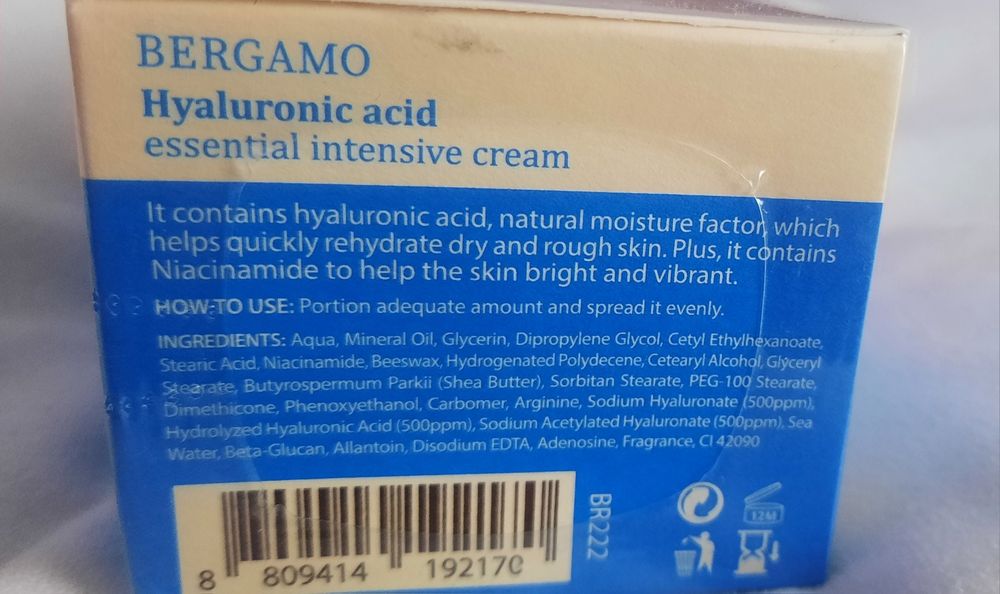 BERGAMO
Hyaluronic acid
essential intensive cream
It contains hyaluronic acid, natural moisture factor, which
helps quickly rehydrate dry and rough skin. Plus, it contains
Niacinamide to help the skin bright and vibrant.
HOW TO USE: Portion adequate amount and spread it evenly.
INGREDIENTS: Aqua, Mineral Oil, Glycerin, Dipropylene Glycol, Cetyl Ethylhexanoate,
Stearic Acid, Niacinamide, Beeswax, Hydrogenated Polydecene, Cetearyl Alcohol, Glyceryl
Stearate, Butyrospermum Parkii (Shea Butter), Sorbitan Stearate, PEG-100 Stearate,
Dimethicone, Phenoxyethanol, Carbomer, Arginine, Sodium Hyaluronate (500ppm),
Hydrolyzed Hyaluronic Acid (500ppm), Sodium Acetylated Hyaluronate (500ppm), Sea
Water, Beta-Glucan, Allantoin, Disodium EDTA, Adenosine, Fragrance, CI 42090
BR222
12M
8 809414 192170